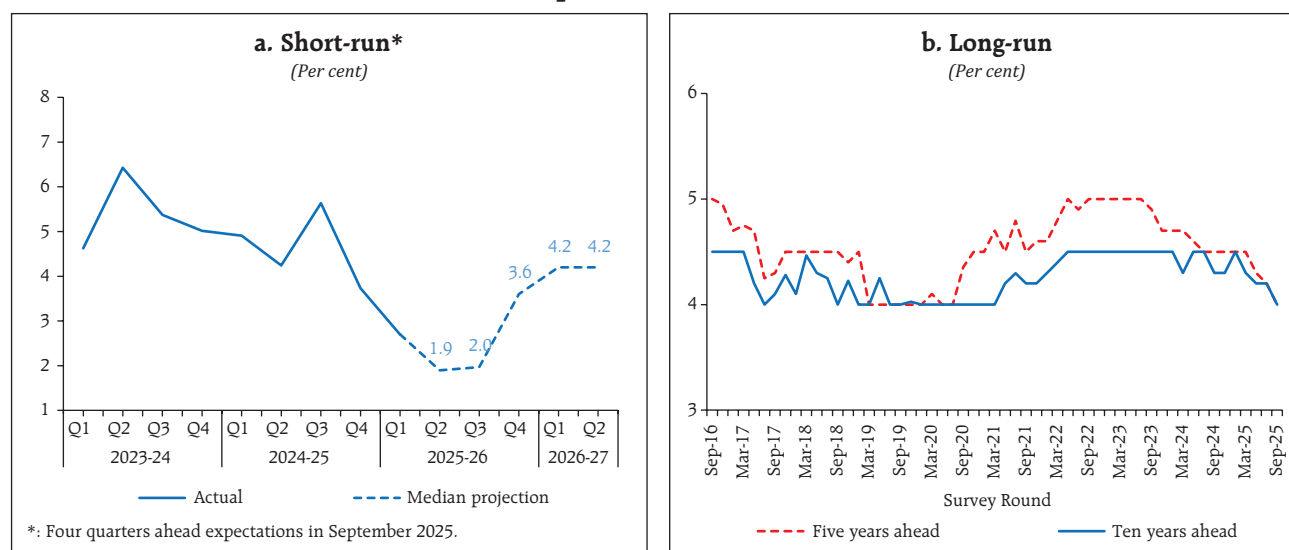 a. Short-run*
(Per cent)
8
7
6
5
4
3
2
1
1.9
2.0
3.6
4.2
4.2
Q1 Q2 Q3 Q4 Q1 Q2 Q3 Q4 Q1 Q2 Q3 Q4 Q1 Q2
2023-24 2024-25 2025-26 2026-27
Actual Median projection
*: Four quarters ahead expectations in September 2025.
b. Long-run
(Per cent)
6
5
4
3
Sep-16 Mar-17 Sep-17 Mar-18 Sep-18 Mar-19 Sep-19 Mar-20 Sep-20 Mar-21 Sep-21 Mar-22 Sep-22 Mar-23 Sep-23 Mar-24 Sep-24 Mar-25 Sep-25
Survey Round
Five years ahead Ten years ahead